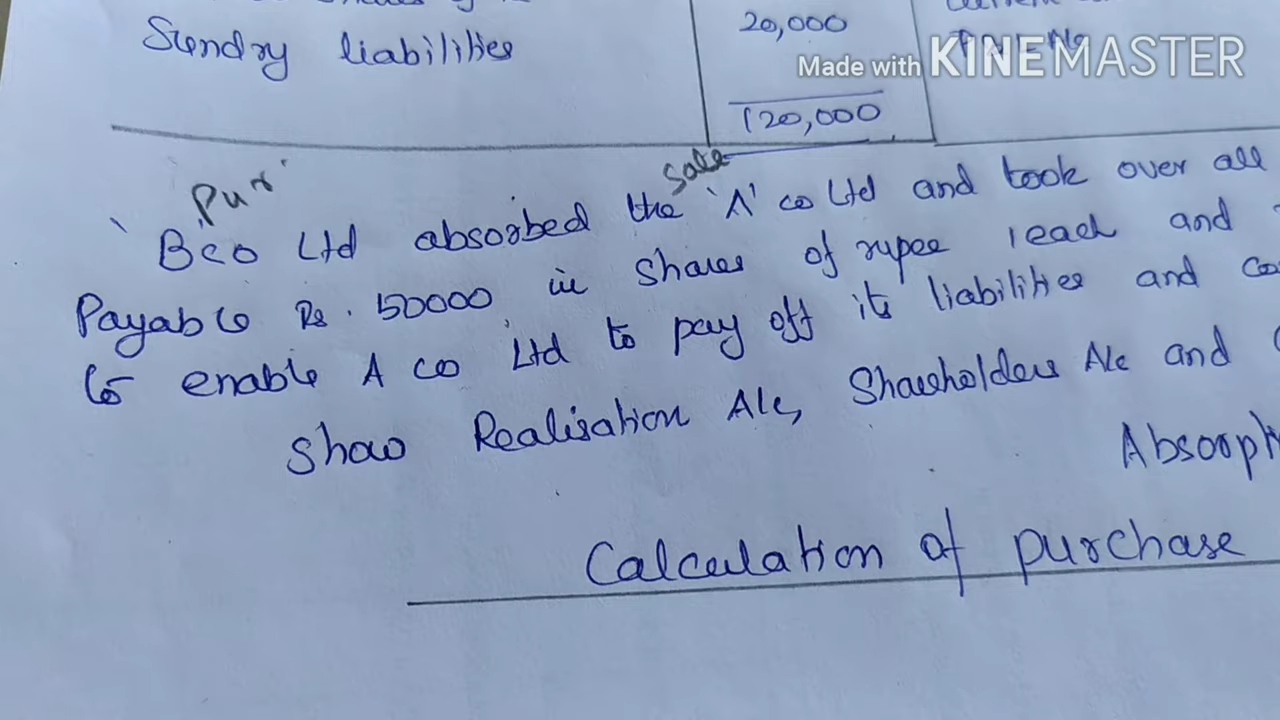 20,000
Sundry liabilities
Made with KINEMASTER
120,000
Pur
Sale
B co Ltd absorbed the 'A' co Ltd and took over all
Payable Rs. 50000 in shares of rupee 1 each and
to enable A co Ltd to pay off its liabilities and
show Realisation A/c, Shareholders A/c and
Calculation of purchase